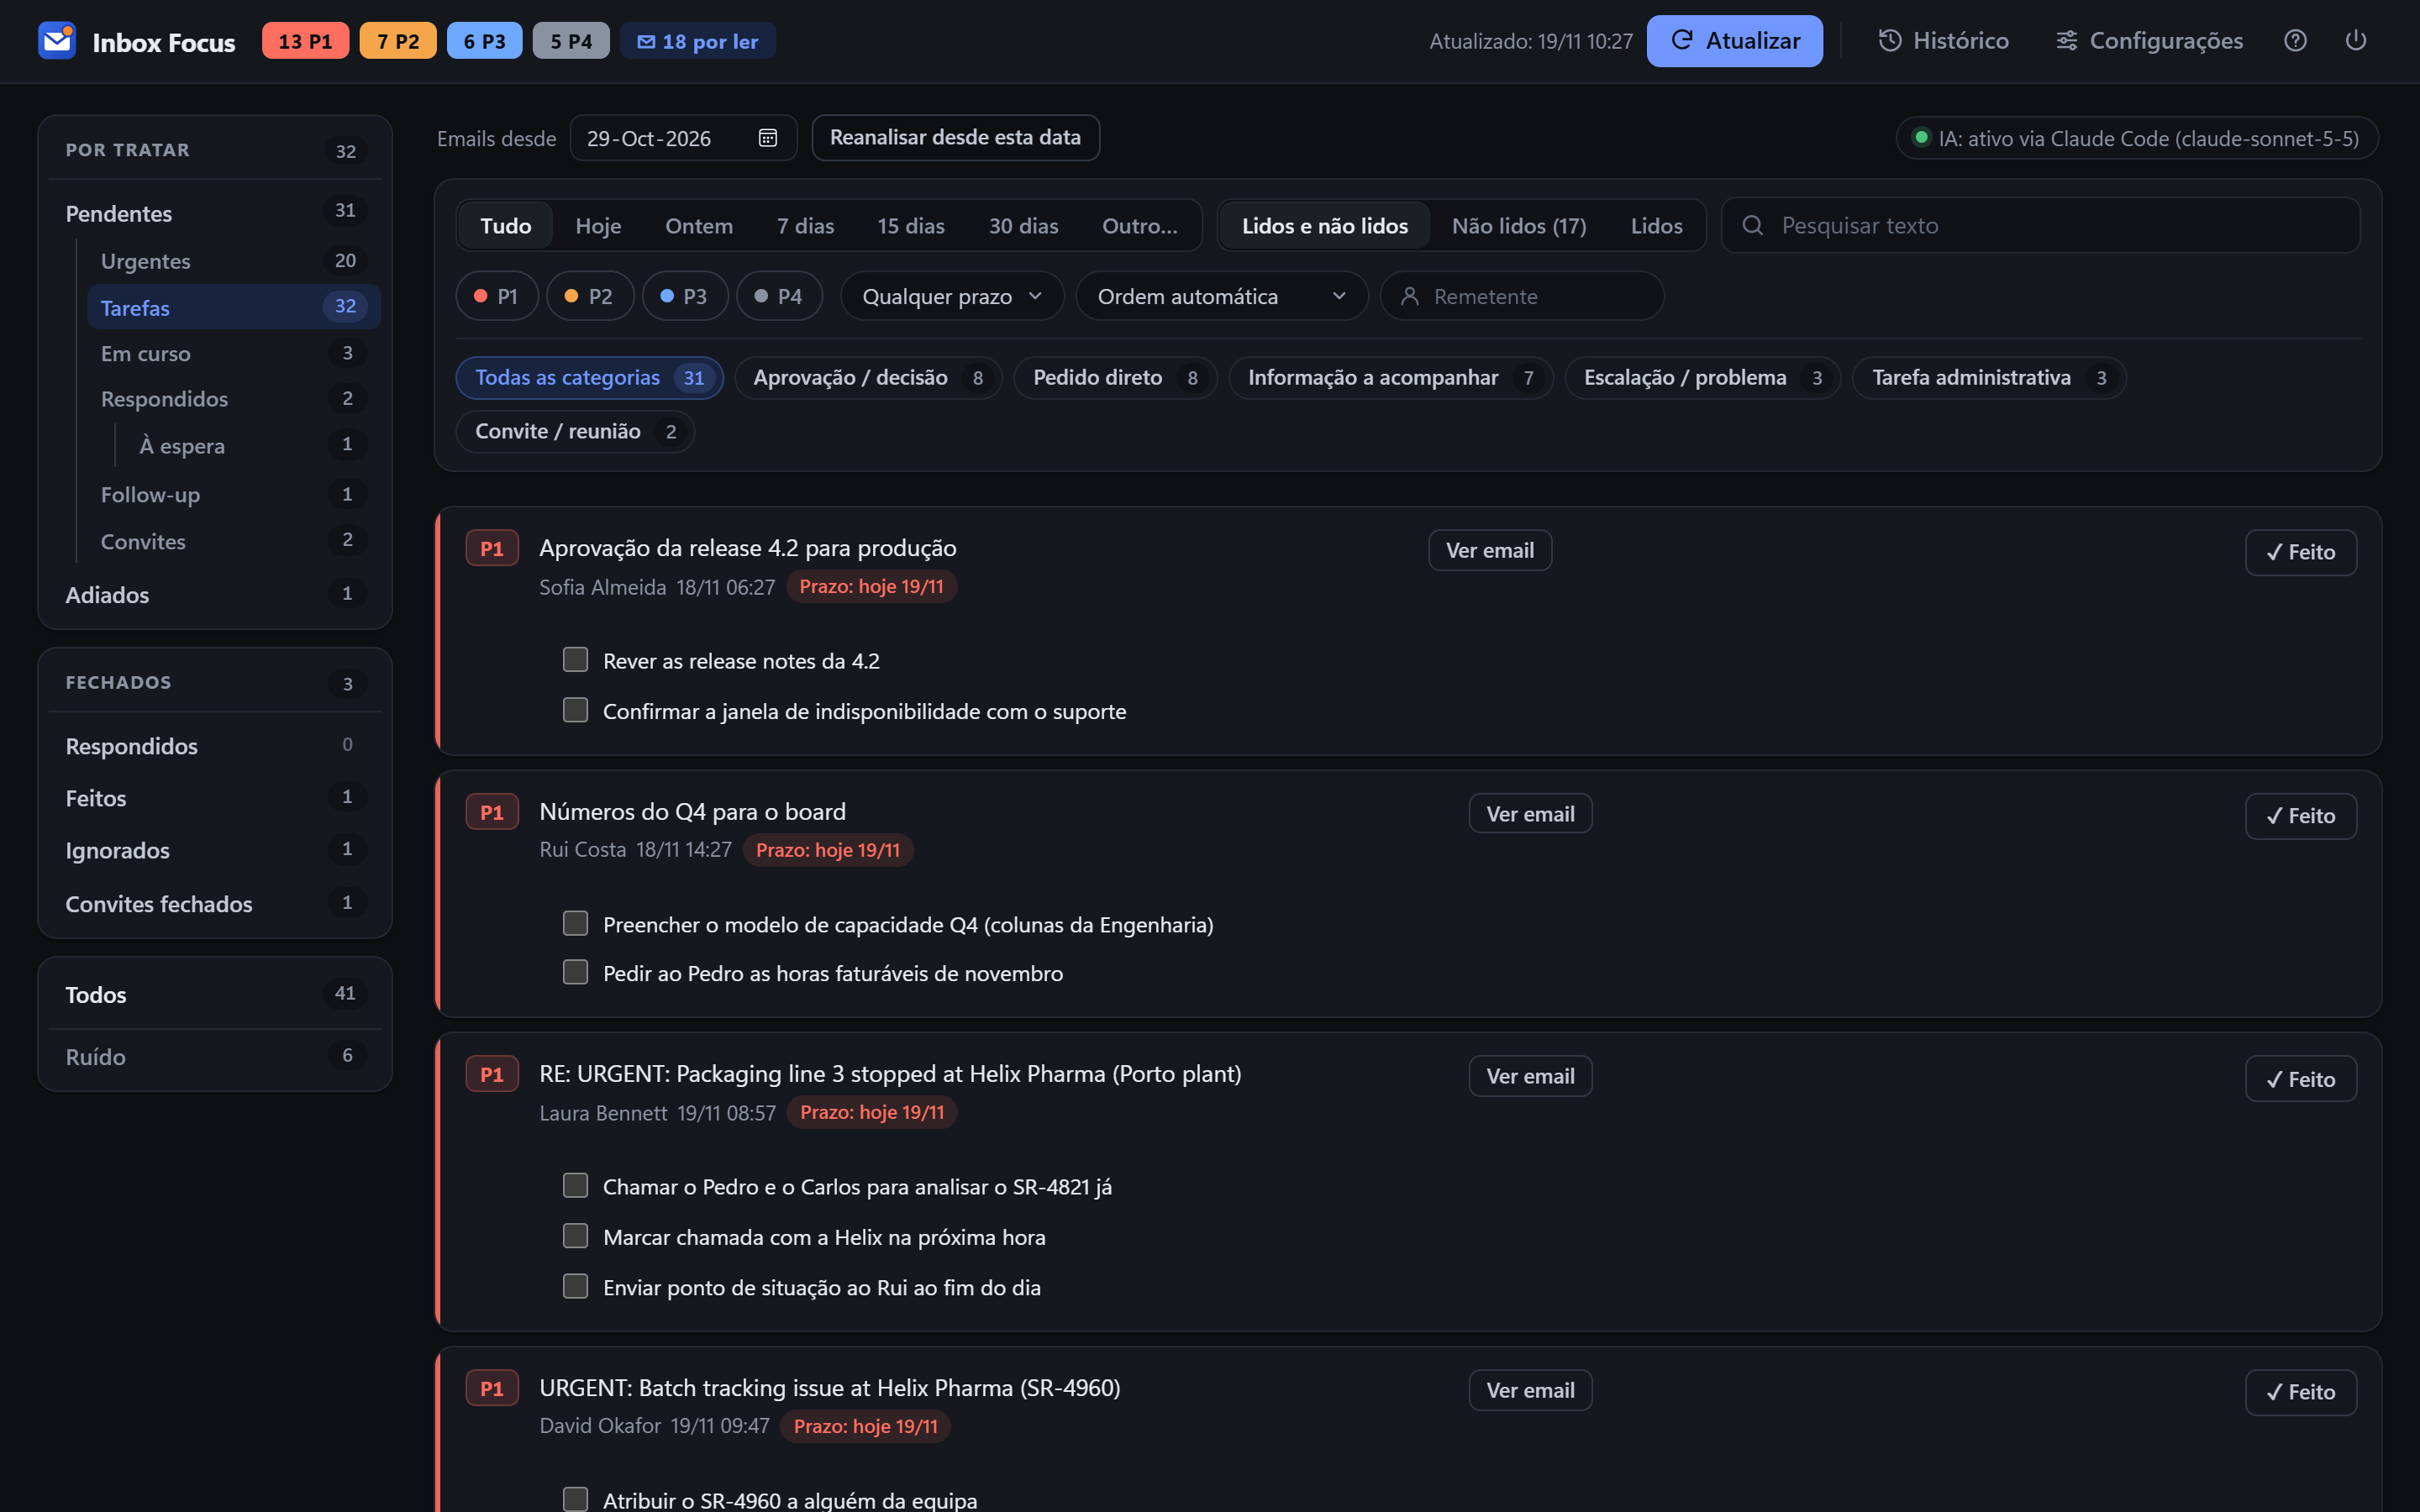 Inbox Focus 13 P1 7 P2 6 P3 5 P4 18 por ler Atualizado: 19/11 10:27 Atualizar Histórico Configurações
POR TRATAR 32
Pendentes 31
Urgentes 20
Tarefas 32
Em curso 3
Respondidos 2
À espera 1
Follow-up 1
Convites 2
Adiados 1
FECHADOS 3
Respondidos 0
Feitos 1
Ignorados 1
Convites fechados 1
Todos 41
Ruído 6
Emails desde 29-Oct-2026 Reanalisar desde esta data IA: ativo via Claude Code (claude-sonnet-5-5)
Tudo Hoje Ontem 7 dias 15 dias 30 dias Outro... Lidos e não lidos Não lidos (17) Lidos Pesquisar texto
P1 P2 P3 P4 Qualquer prazo Ordem automática Remetente
Todas as categorias 31 Aprovação / decisão 8 Pedido direto 8 Informação a acompanhar 7 Escalação / problema 3 Tarefa administrativa 3
Convite / reunião 2
P1 Aprovação da release 4.2 para produção Ver email ✓ Feito
Sofia Almeida 18/11 06:27 Prazo: hoje 19/11
Rever as release notes da 4.2
Confirmar a janela de indisponibilidade com o suporte
P1 Números do Q4 para o board Ver email ✓ Feito
Rui Costa 18/11 14:27 Prazo: hoje 19/11
Preencher o modelo de capacidade Q4 (colunas da Engenharia)
Pedir ao Pedro as horas faturáveis de novembro
P1 RE: URGENT: Packaging line 3 stopped at Helix Pharma (Porto plant) Ver email ✓ Feito
Laura Bennett 19/11 08:57 Prazo: hoje 19/11
Chamar o Pedro e o Carlos para analisar o SR-4821 já
Marcar chamada com a Helix na próxima hora
Enviar ponto de situação ao Rui ao fim do dia
P1 URGENT: Batch tracking issue at Helix Pharma (SR-4960) Ver email ✓ Feito
David Okafor 19/11 09:47 Prazo: hoje 19/11
Atribuir o SR-4960 a alguém da equipa